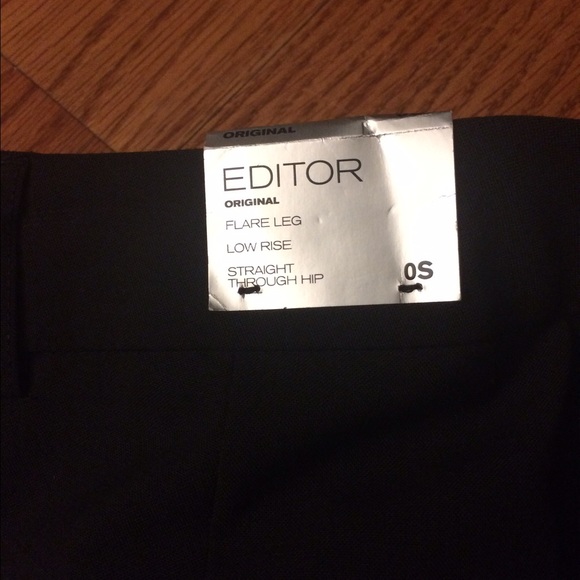 ORIGINAL
EDITOR
ORIGINAL
FLARE LEG
LOW RISE
STRAIGHT
THROUGH HIP
0S